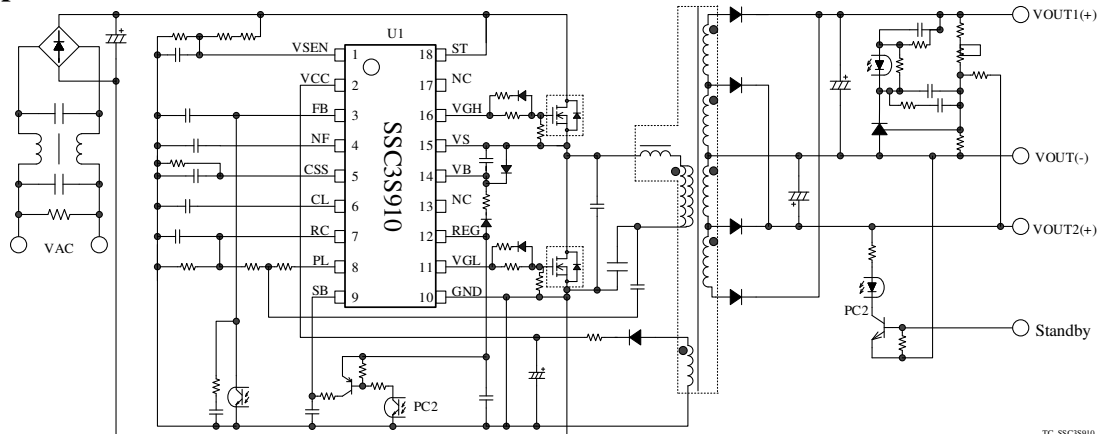 VOUT1(+)
U1
VSEN 1 18 ST
VCC 2 17 NC
FB 3 16 VGH
NF 4 15 VS
CSS 5 14 VB
CL 6 13 NC
RC 7 12 REG
PL 8 11 VGL
SB 9 10 GND
SSC3S910
VAC
VOUT(-)
VOUT2(+)
PC2
Standby
PC2
TC_SSC3S910